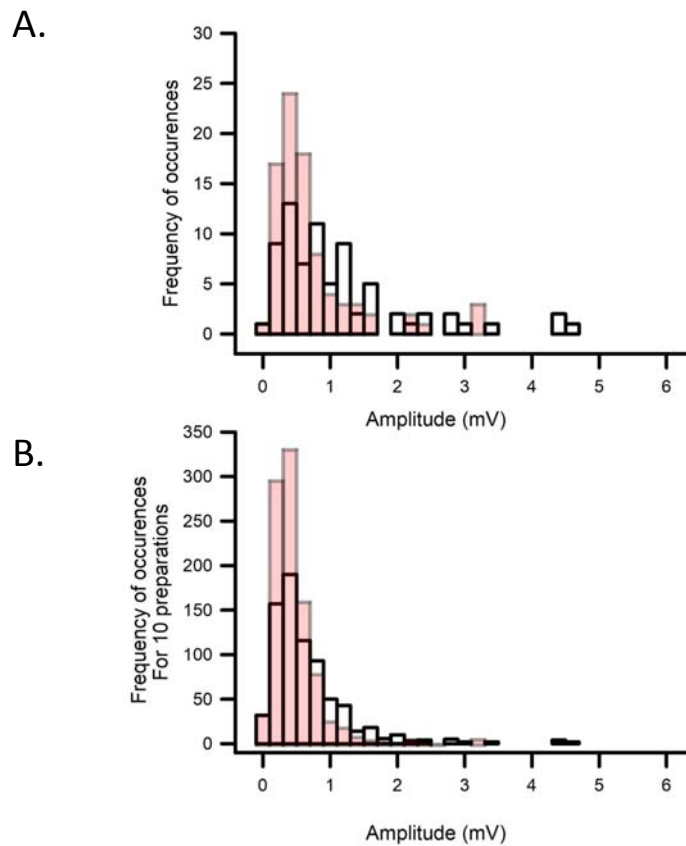 A.
Frequency of occurences
30
25
20
15
10
5
0
0 1 2 3 4 5 6
Amplitude (mV)
B.
Frequency of occurences
For 10 preparations
350
300
250
200
150
100
50
0
0 1 2 3 4 5 6
Amplitude (mV)